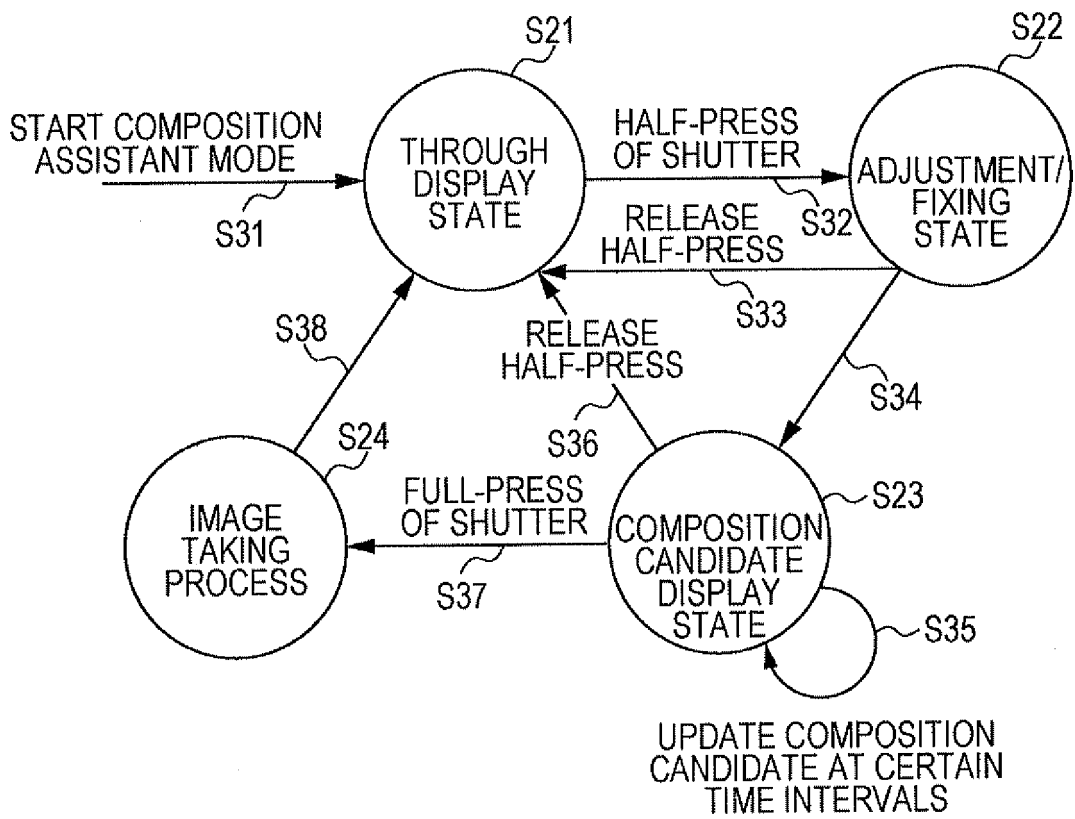 S21
S22
START COMPOSITION
ASSISTANT MODE
S31
THROUGH
DISPLAY
STATE
HALF-PRESS
OF SHUTTER
S32
ADJUSTMENT/
FIXING
STATE
RELEASE
HALF-PRESS
S33
S38
RELEASE
HALF-PRESS
S36
S34
S24
IMAGE
TAKING
PROCESS
FULL-PRESS
OF SHUTTER
S37
S23
COMPOSITION
CANDIDATE
DISPLAY
STATE
S35
UPDATE COMPOSITION
CANDIDATE AT CERTAIN
TIME INTERVALS